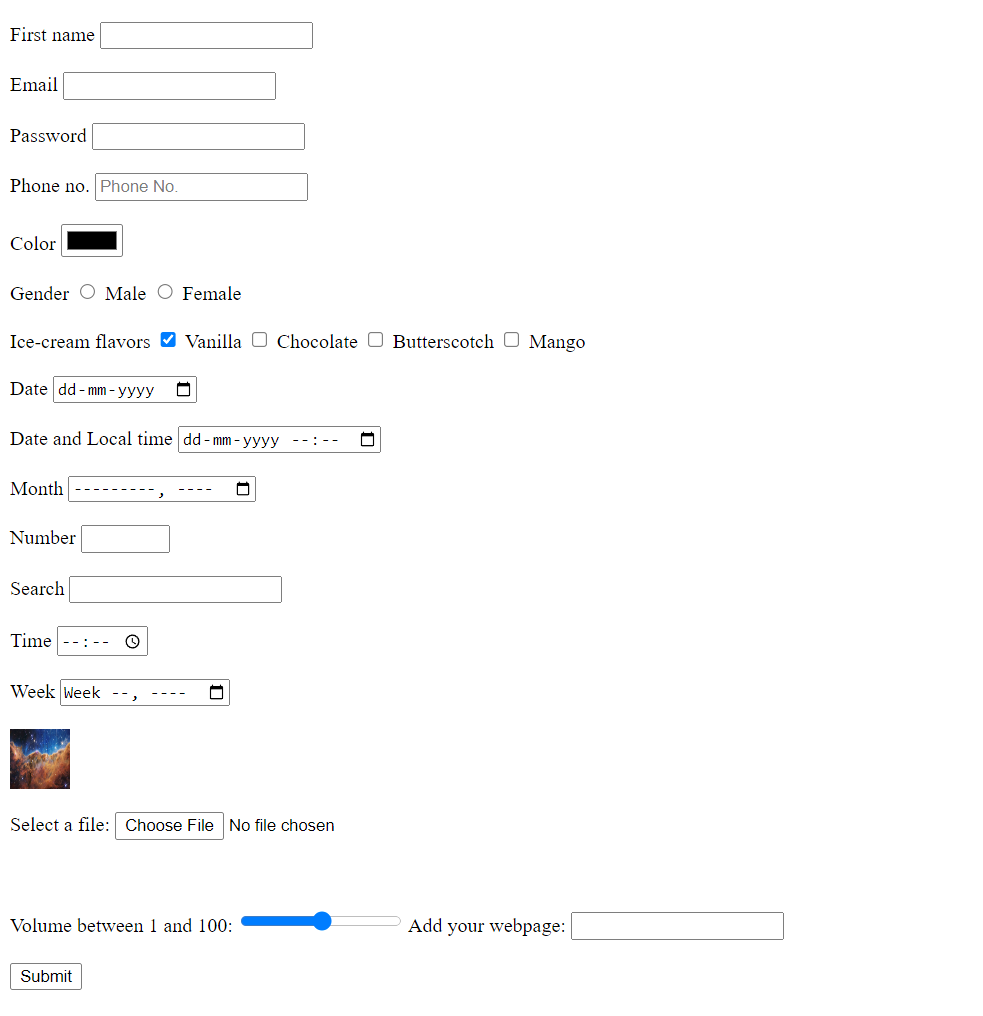 First name
Email
Password
Phone no. Phone No.
Color
Gender Male Female
Ice-cream flavors Vanilla Chocolate Butterscotch Mango
Date dd-mm-yyyy
Date and Local time dd-mm-yyyy --:--
Month ---------, ----
Number
Search
Time --:--
Week Week --, ----
Select a file: Choose File No file chosen
Volume between 1 and 100: Add your webpage:
Submit